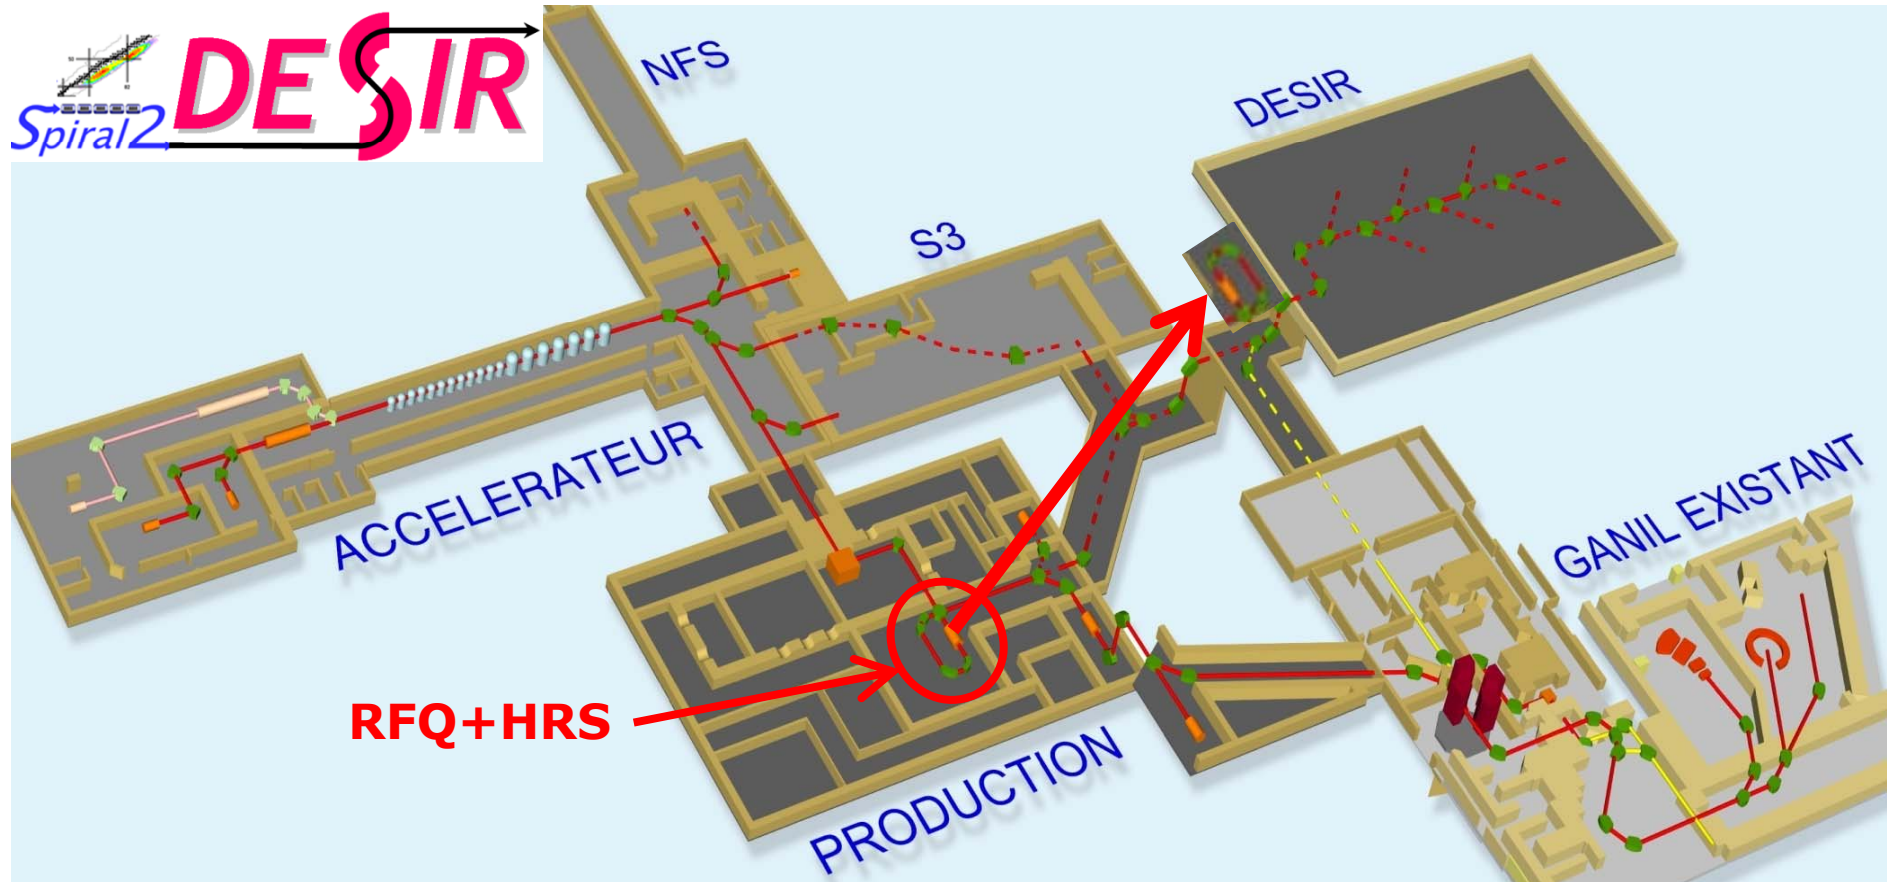 DESIR
Spiral2
NFS
DESIR
S3
ACCELERATEUR
GANIL EXISTANT
RFQ+HRS
PRODUCTION